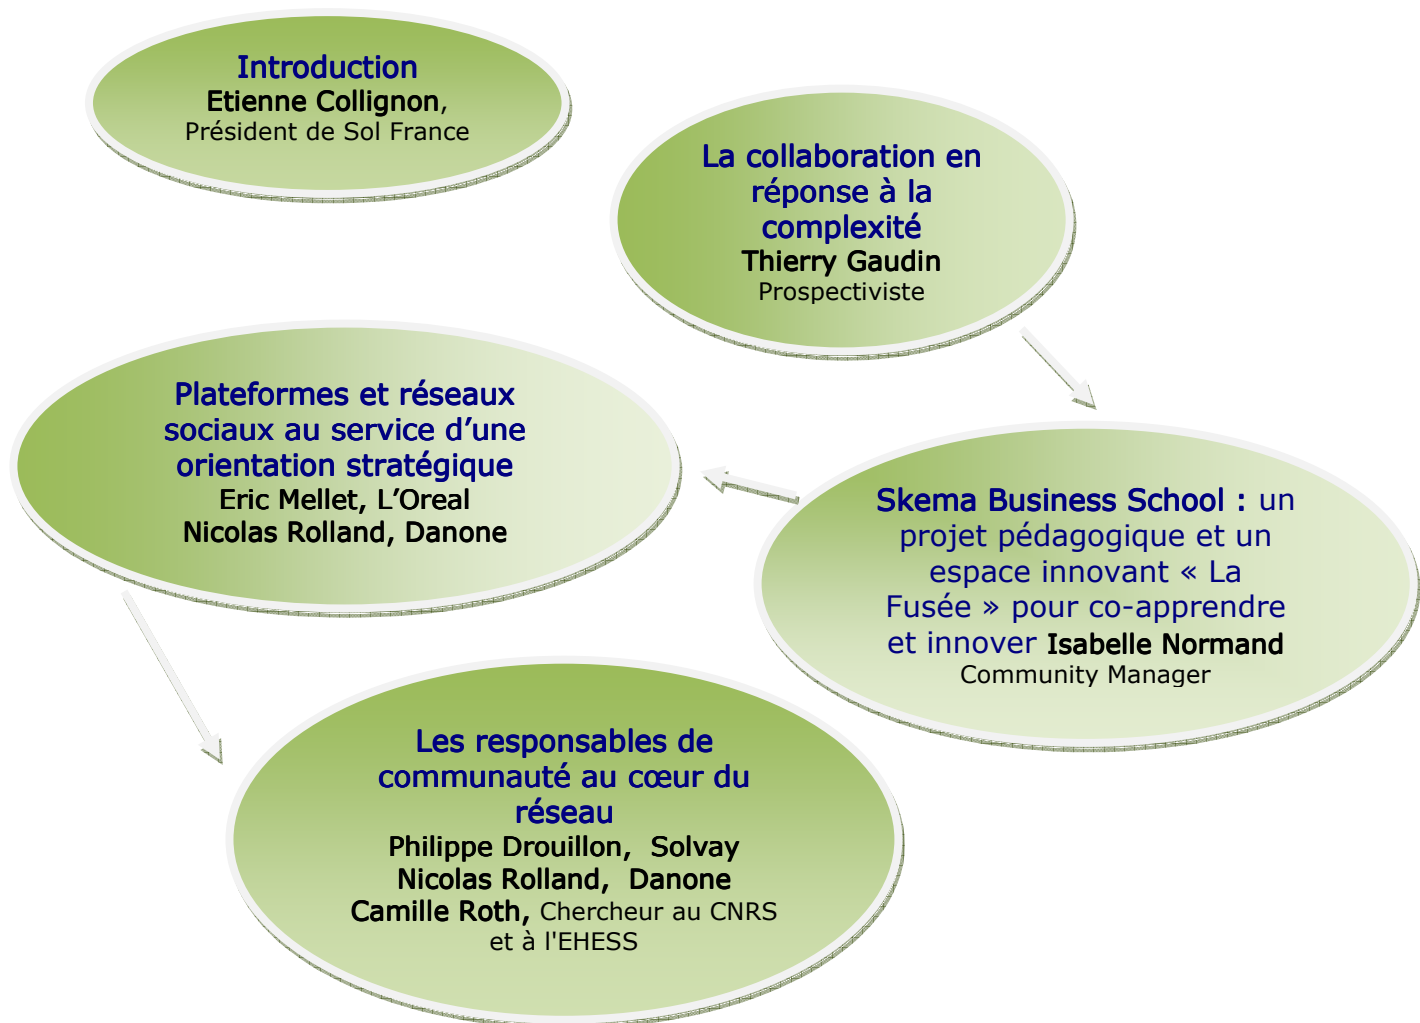 Introduction
Etienne Collignon,
Président de Sol France
La collaboration en
réponse à la
complexité
Thierry Gaudin
Prospectiviste
Skema Business School : un
projet pédagogique et un
espace innovant « La
Fusée » pour co-apprendre
et innover Isabelle Normand
Community Manager
Plateformes et réseaux
sociaux au service d’une
orientation stratégique
Eric Mellet, L’Oreal
Nicolas Rolland, Danone
Les responsables de
communauté au cœur du
réseau
Philippe Drouillon,  Solvay
Nicolas Rolland,  Danone
Camille Roth, Chercheur au CNRS
et à l'EHESS